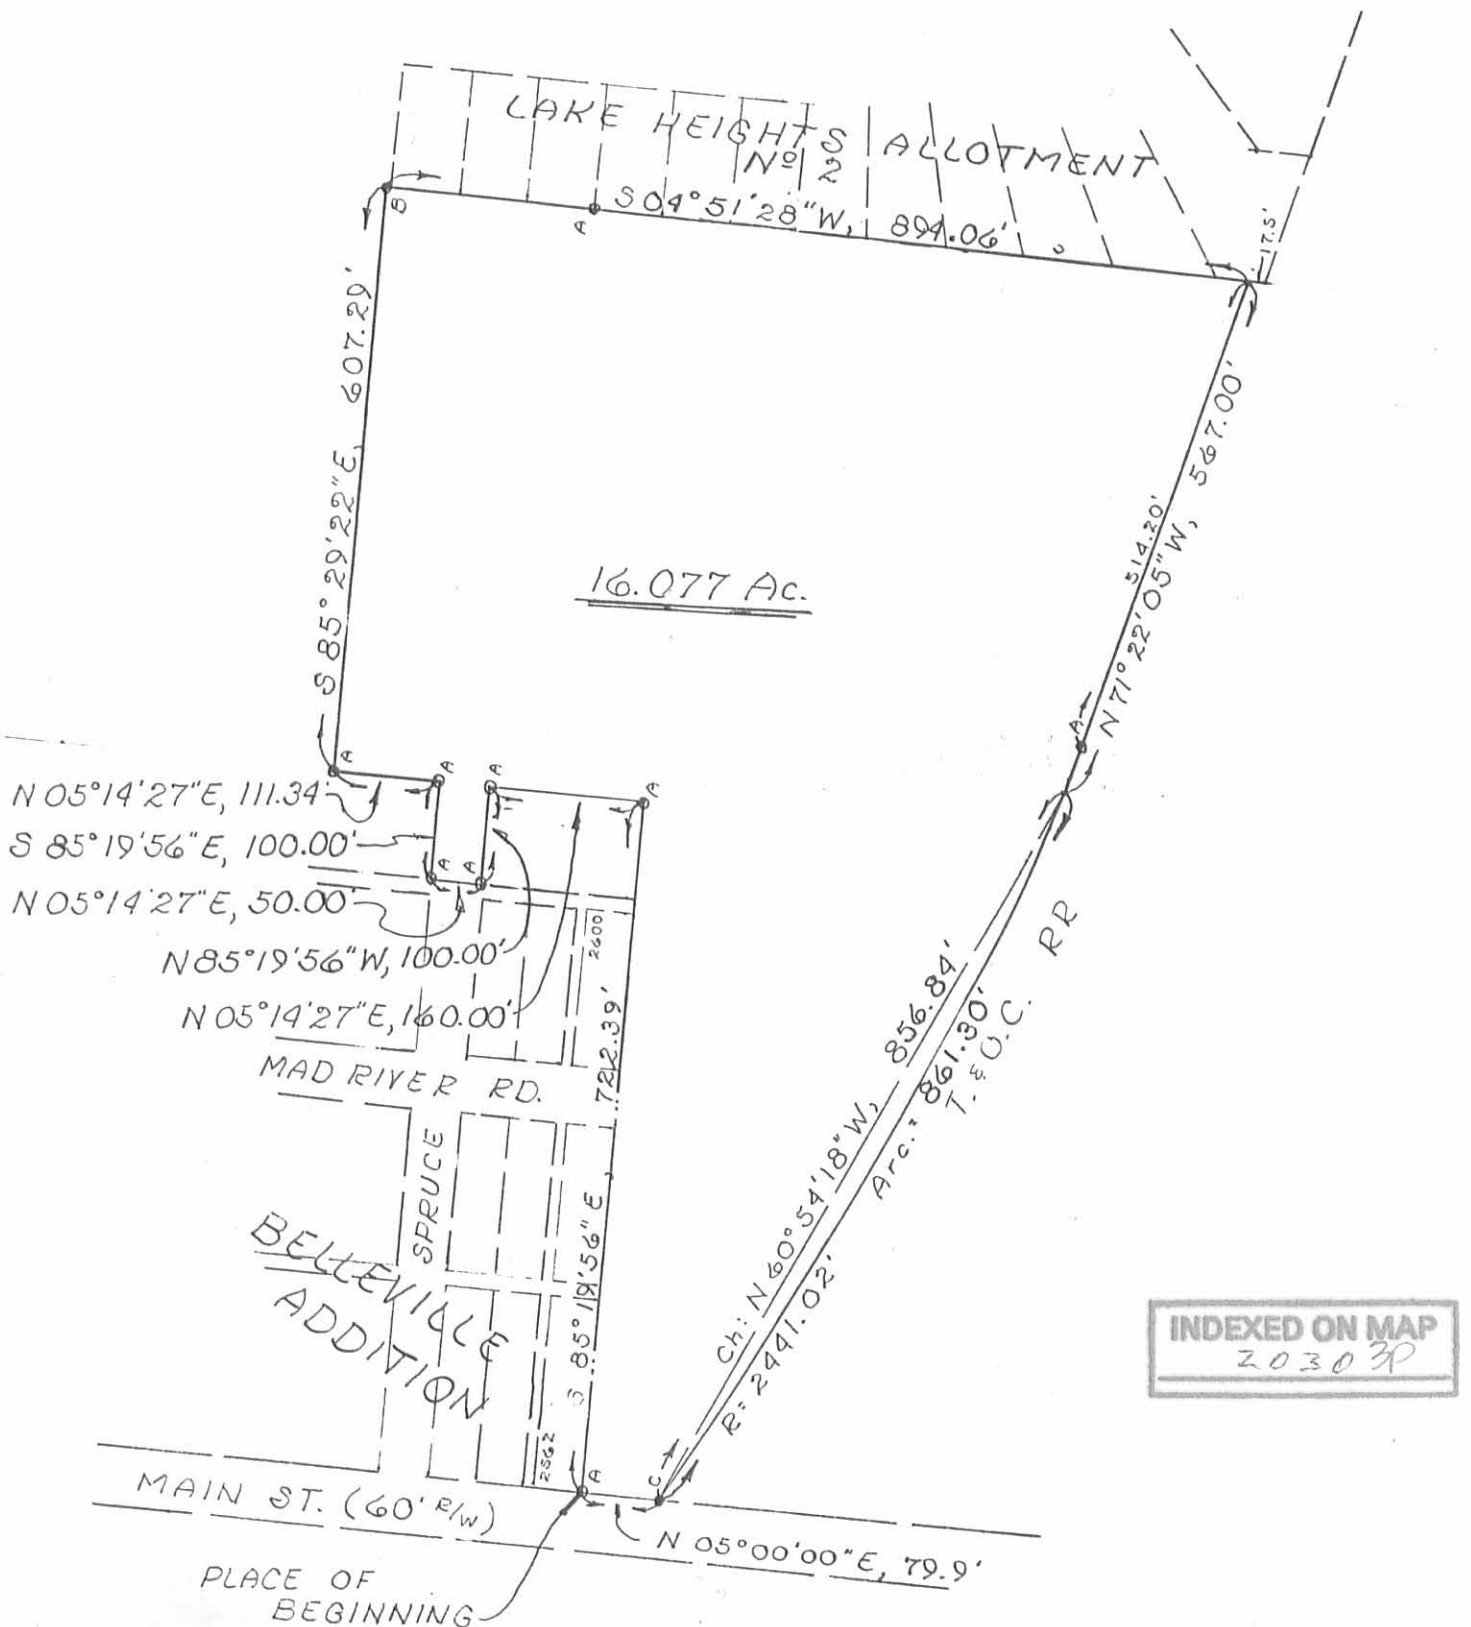 LAKE HEIGHTS ALLOTMENT
Nº 2
S 04°51'28"W, 894.06'
17.5'
B
A
S 85°29'22"E, 607.29'
N 71°22'05"W, 567.00'
514.20'
16.077 Ac.
A
A
A
A
A
A
A
N 05°14'27"E, 111.34'
S 85°19'56"E, 100.00'
N 05°14'27"E, 50.00'
N 85°19'56"W, 100.00'
N 05°14'27"E, 160.00'
2600
MAD RIVER RD.
SPRUCE
S 85°19'56" E 722.39'
Ch: N 60°54'18"W, 856.84'
R= 2441.02' Arc.= 861.30'
T. & O.C. RR
BELLEVILLE
ADDITION
INDEXED ON MAP
20303P
2562
A
C
MAIN ST. (60' R/W)
N 05°00'00"E, 79.9'
PLACE OF
BEGINNING